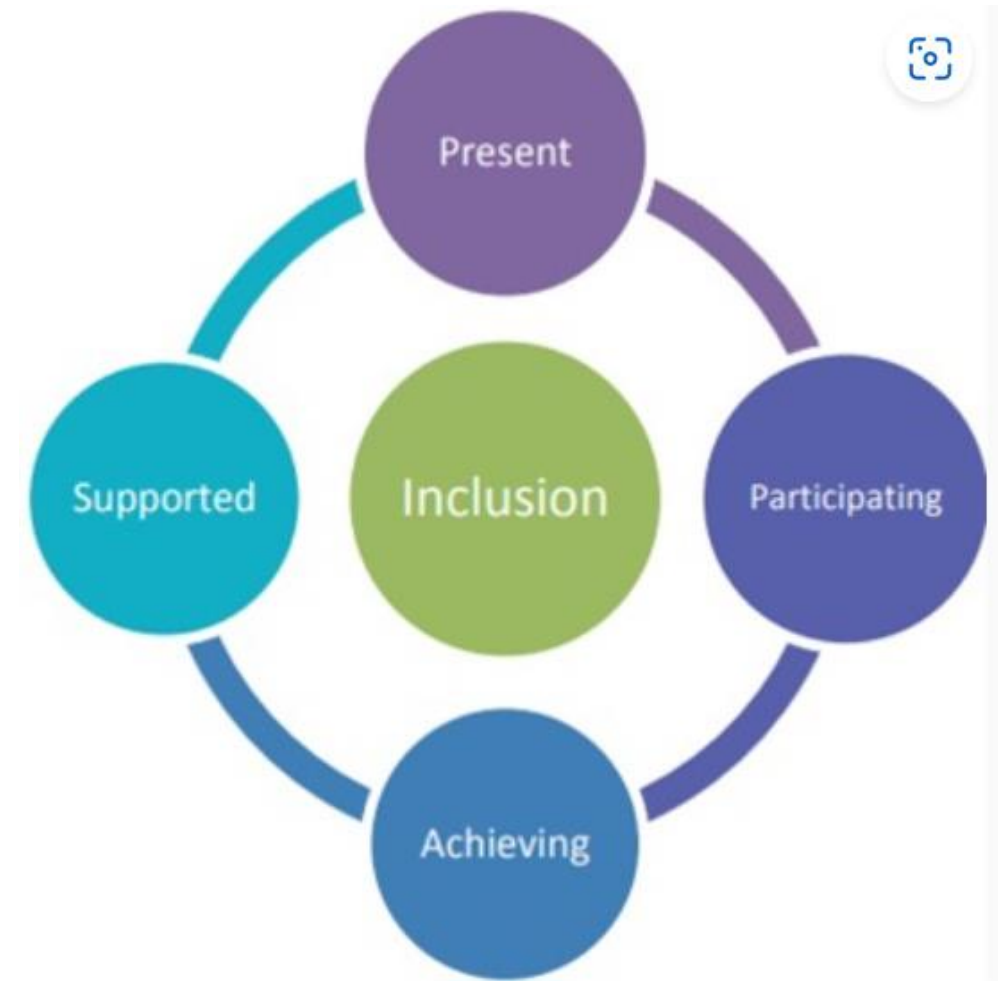 Present
Supported
Inclusion
Participating
Achieving